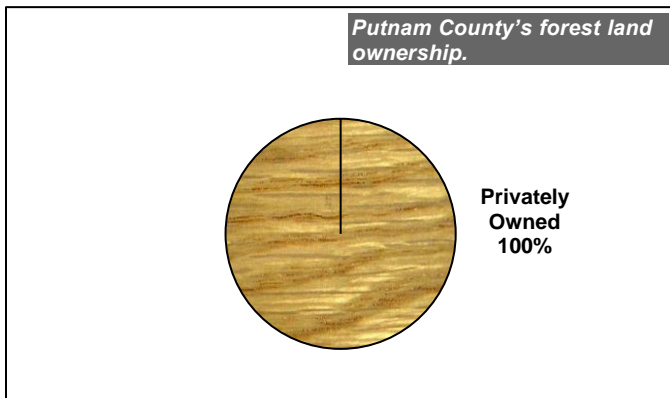 Putnam County’s forest land
ownership.
Privately
Owned
100%